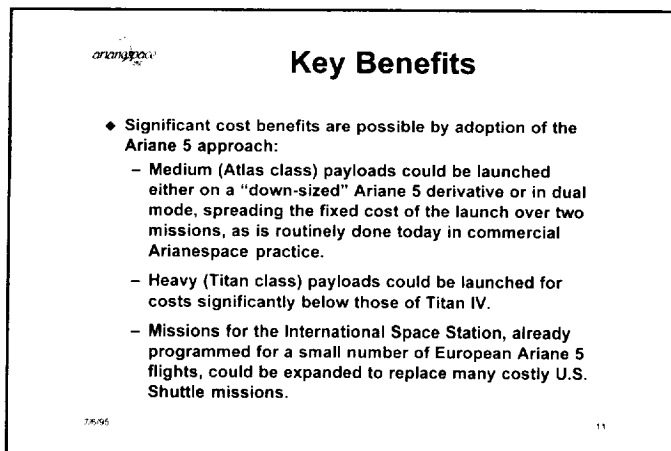 arianespace
Key Benefits
◆ Significant cost benefits are possible by adoption of the
Ariane 5 approach:
– Medium (Atlas class) payloads could be launched
either on a “down-sized” Ariane 5 derivative or in dual
mode, spreading the fixed cost of the launch over two
missions, as is routinely done today in commercial
Arianespace practice.
– Heavy (Titan class) payloads could be launched for
costs significantly below those of Titan IV.
– Missions for the International Space Station, already
programmed for a small number of European Ariane 5
flights, could be expanded to replace many costly U.S.
Shuttle missions.
11